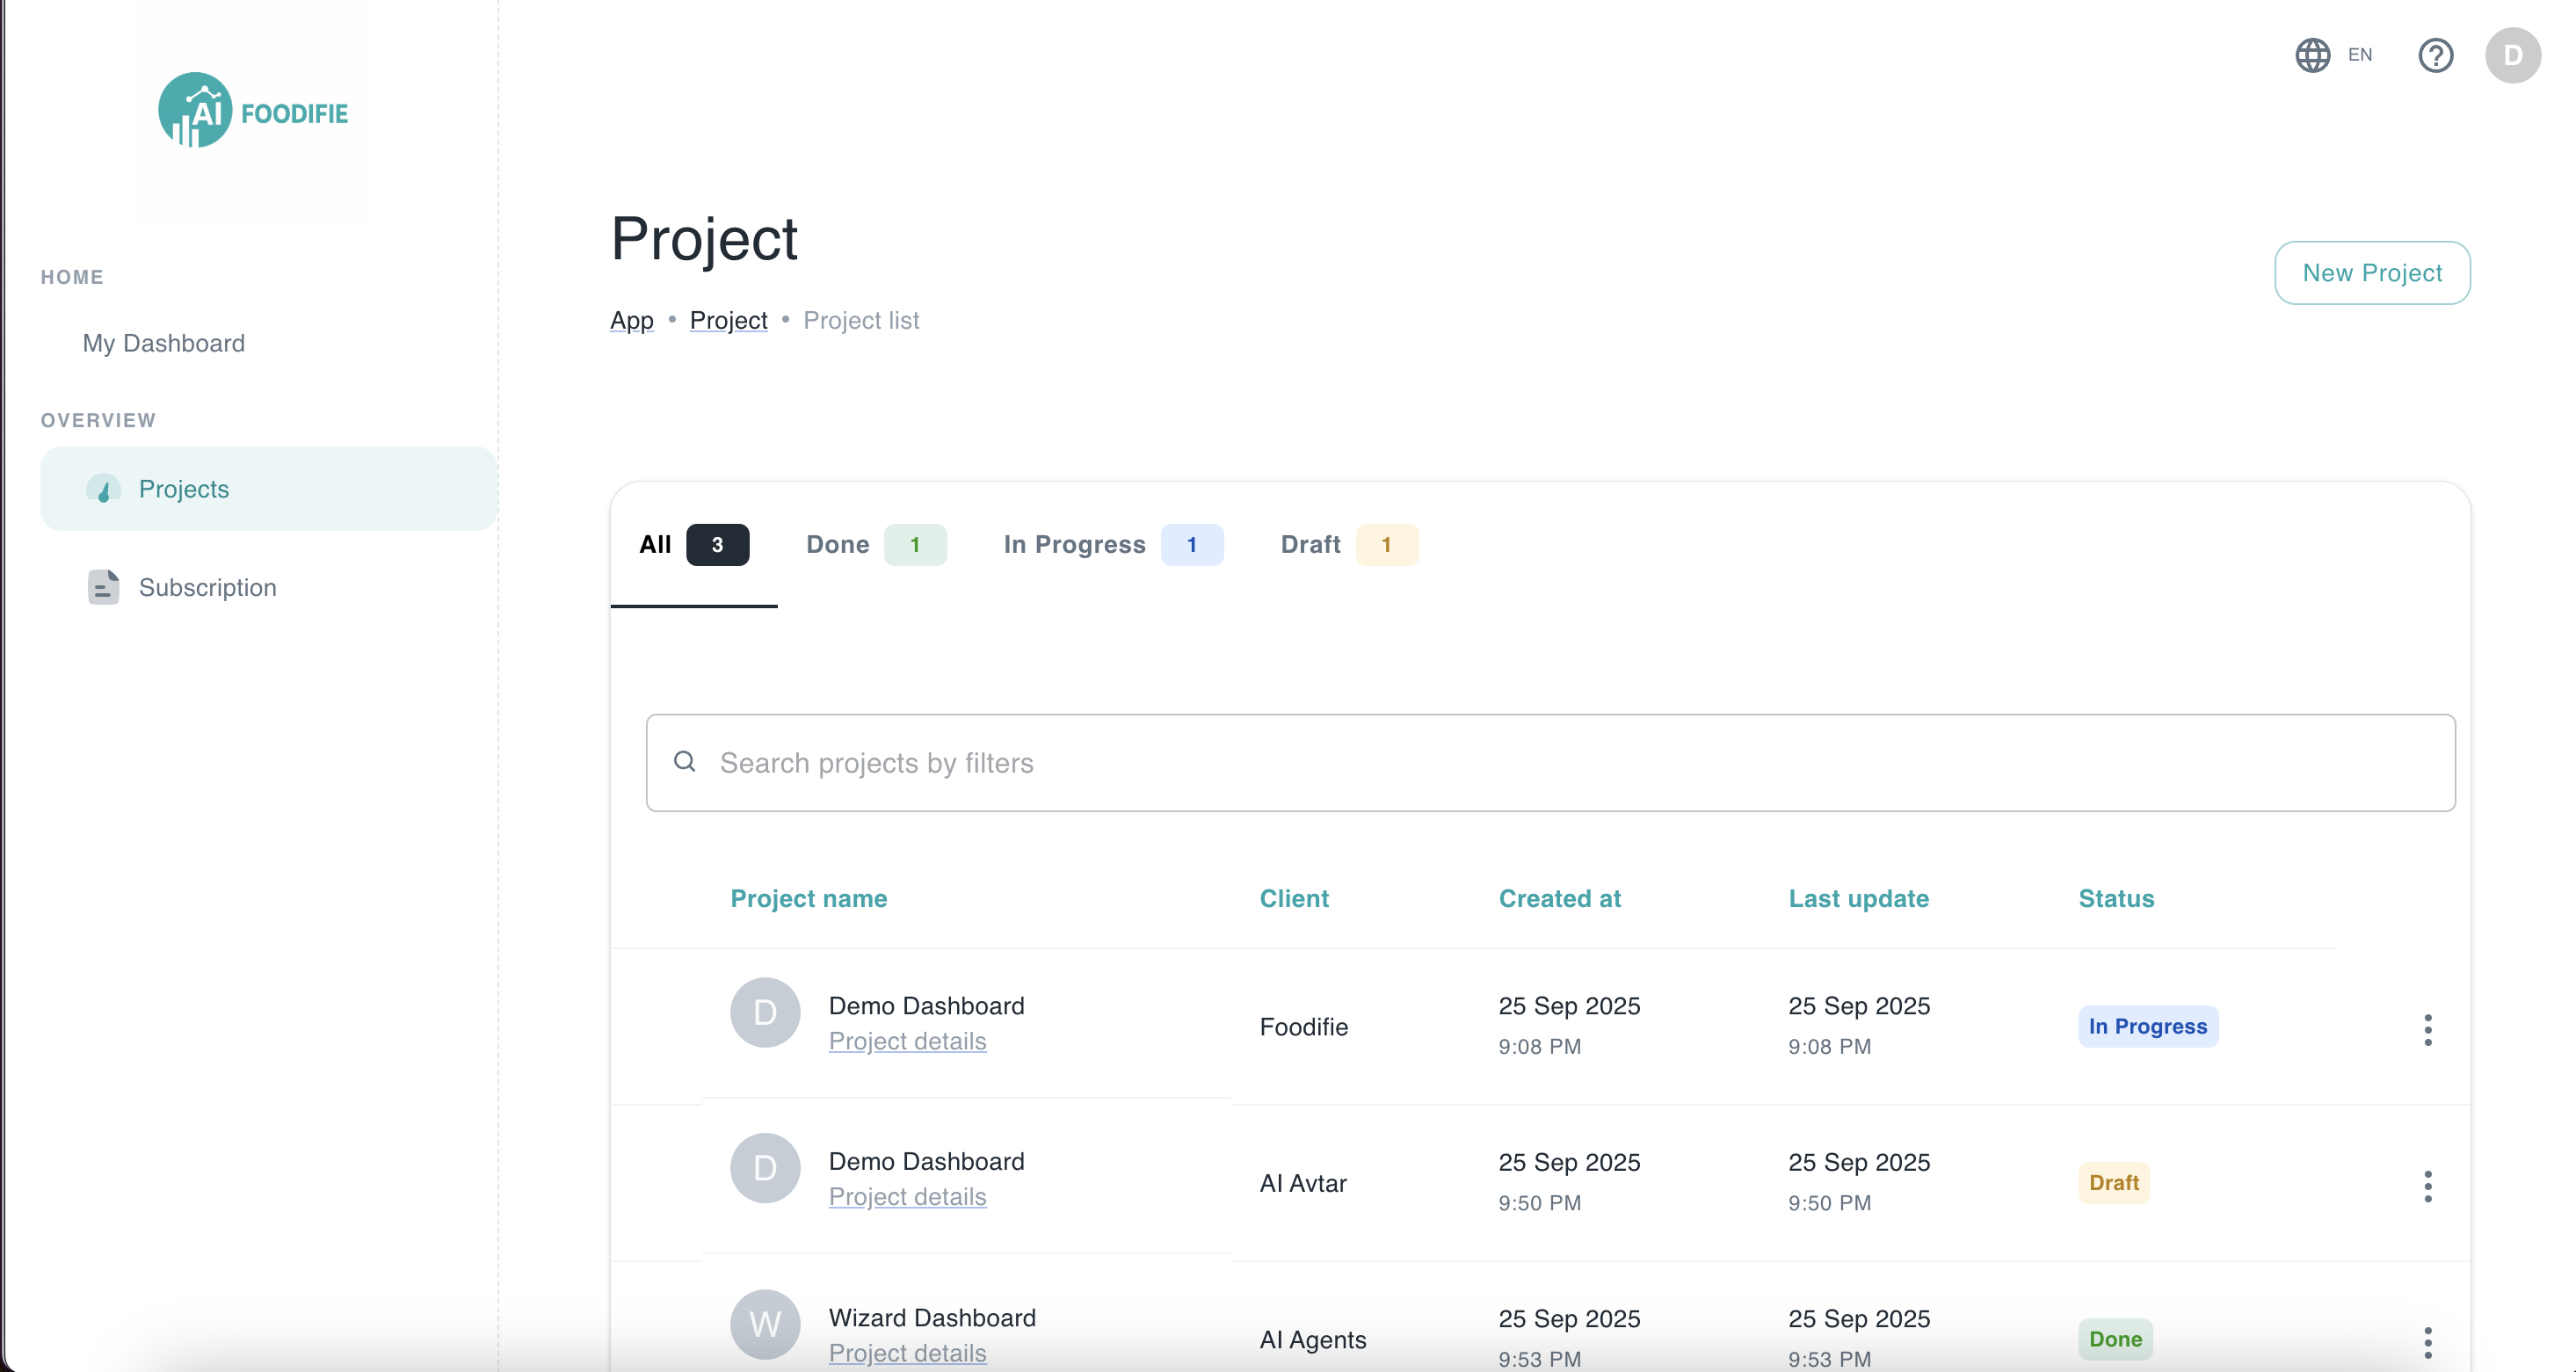 AI FOODIFIE
EN
D
HOME
My Dashboard
OVERVIEW
Projects
Subscription
Project
App • Project • Project list
New Project
All 3 Done 1 In Progress 1 Draft 1
Search projects by filters
Project name Client Created at Last update Status
D Demo Dashboard
Project details
Foodifie
25 Sep 2025
9:08 PM
25 Sep 2025
9:08 PM
In Progress
D Demo Dashboard
Project details
AI Avtar
25 Sep 2025
9:50 PM
25 Sep 2025
9:50 PM
Draft
W Wizard Dashboard
Project details
AI Agents
25 Sep 2025
9:53 PM
25 Sep 2025
9:53 PM
Done